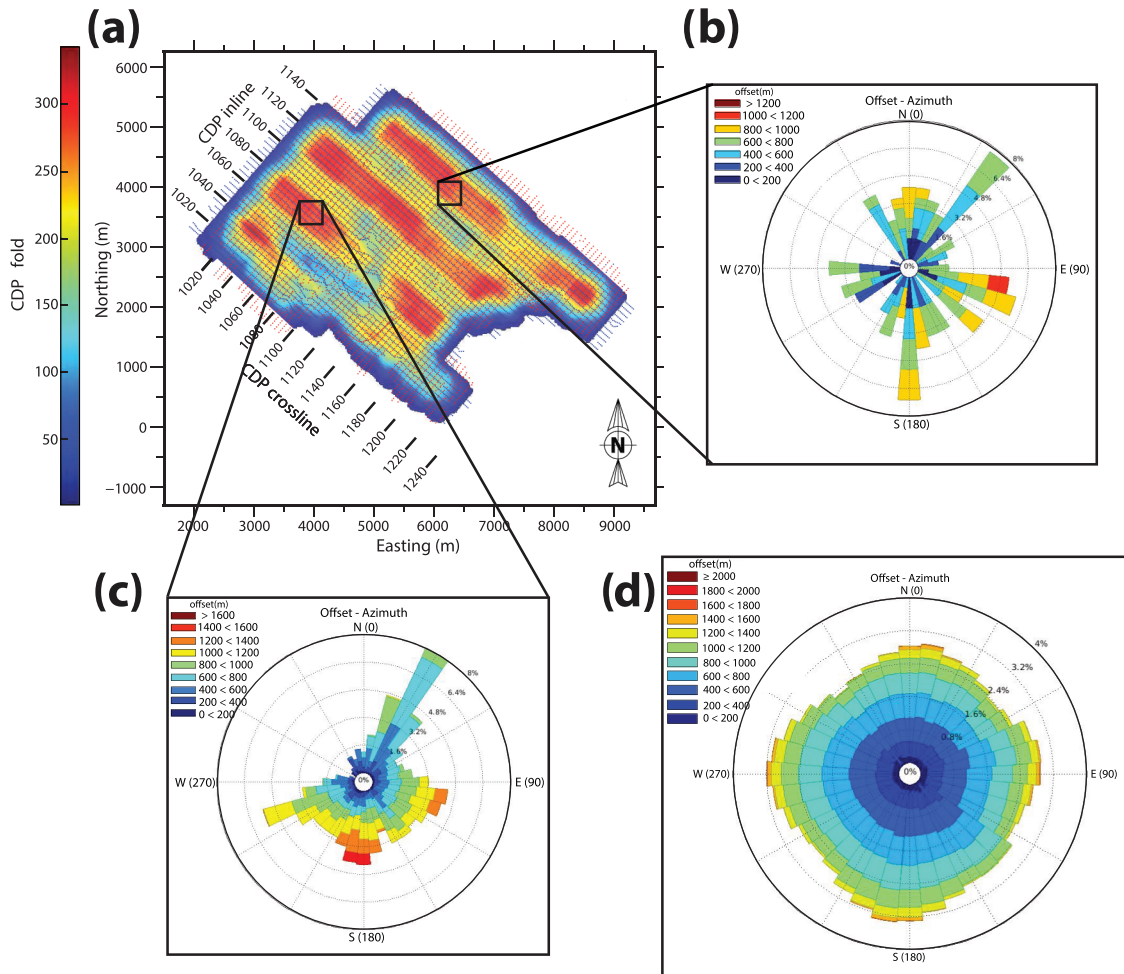 (a)
CDP fold
300
250
200
150
100
50
Northing (m)
6000
5000
4000
3000
2000
1000
0
−1000
2000
3000
4000
5000
6000
7000
8000
9000
Easting (m)
CDP inline
1140
1120
1100
1080
1060
1040
1020
CDP crossline
1020
1040
1060
1080
1100
1120
1140
1160
1180
1200
1220
1240
N
(b)
offset(m)
> 1200
1000 < 1200
800 < 1000
600 < 800
400 < 600
200 < 400
0 < 200
Offset - Azimuth
N (0)
8%
6.4%
4.8%
3.2%
1.6%
0%
W (270)
E (90)
S (180)
(c)
offset(m)
> 1600
1400 < 1600
1200 < 1400
1000 < 1200
800 < 1000
600 < 800
400 < 600
200 < 400
0 < 200
Offset - Azimuth
N (0)
8%
6.4%
4.8%
3.2%
1.6%
0%
W (270)
E (90)
S (180)
(d)
offset(m)
≥ 2000
1800 < 2000
1600 < 1800
1400 < 1600
1200 < 1400
1000 < 1200
800 < 1000
600 < 800
400 < 600
200 < 400
0 < 200
Offset - Azimuth
N (0)
4%
3.2%
2.4%
1.6%
0.8%
0%
W (270)
E (90)
S (180)